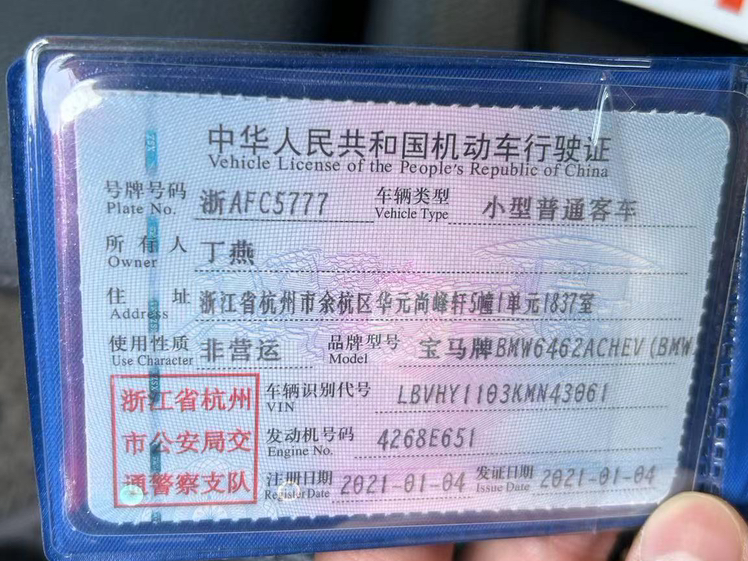 中华人民共和国机动车行驶证
Vehicle License of the People's Republic of China
号牌号码 浙AFC5777 车辆类型 小型普通客车
Plate No. Vehicle Type
所有人 丁燕
Owner
住址 浙江省杭州市余杭区华元尚峰轩5幢1单元1837室
Address
使用性质 非营运 品牌型号 宝马牌BMW6462ACHEV(BMW
Use Character Model
浙江省杭州
市公安局交
通警察支队
车辆识别代号 LBVHY1103KMN43061
VIN
发动机号码 4268E651
Engine No.
注册日期 2021-01-04 发证日期 2021-01-04
Register Date Issue Date